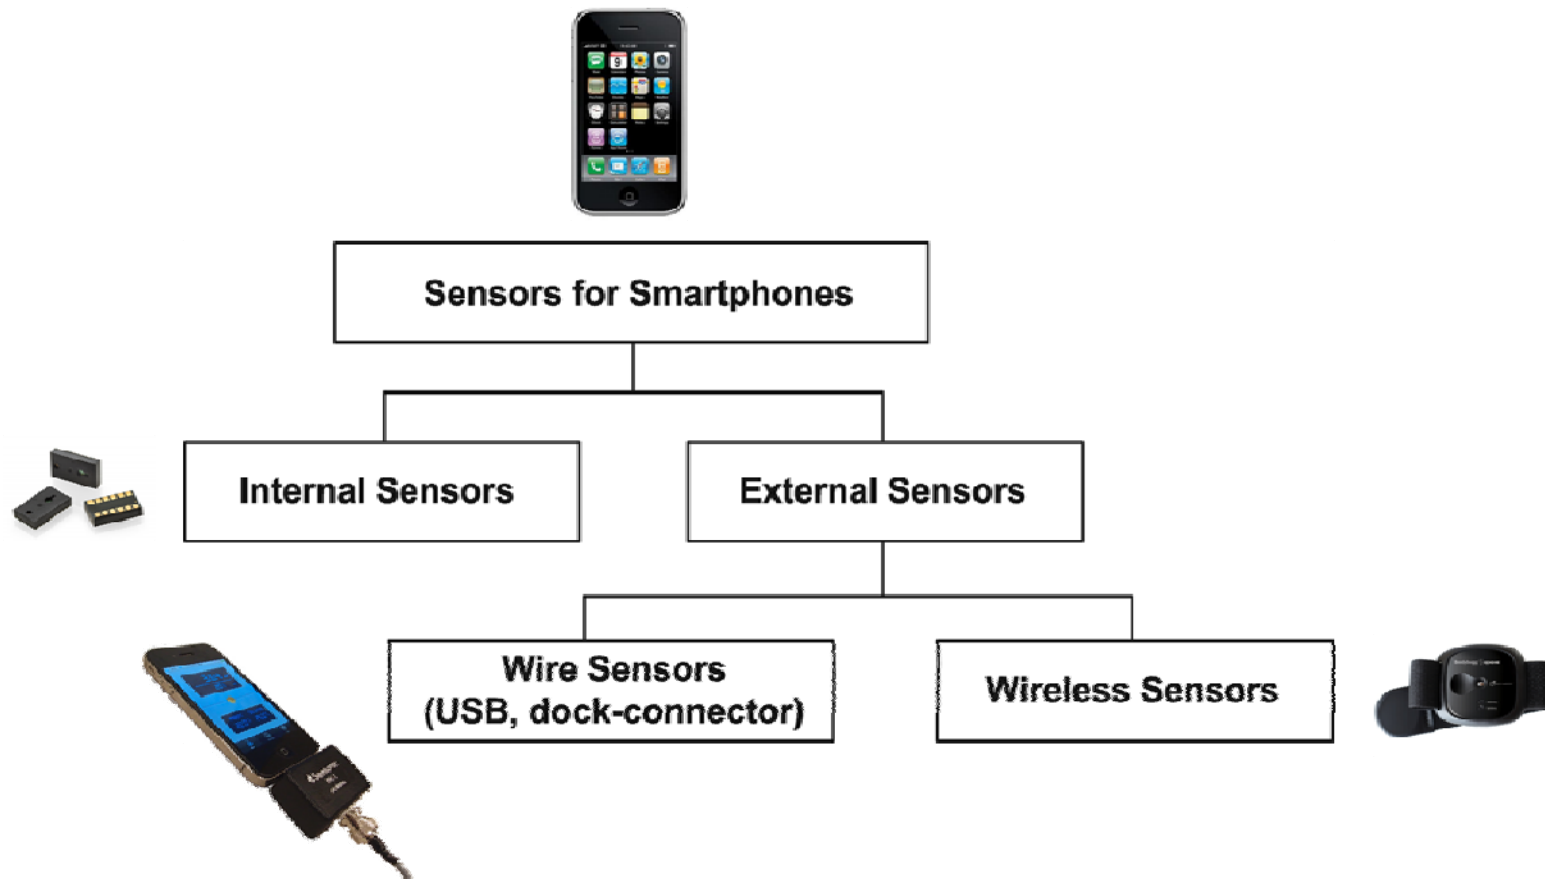 Sensors for Smartphones
Internal Sensors
External Sensors
Wire Sensors
(USB, dock-connector)
Wireless Sensors